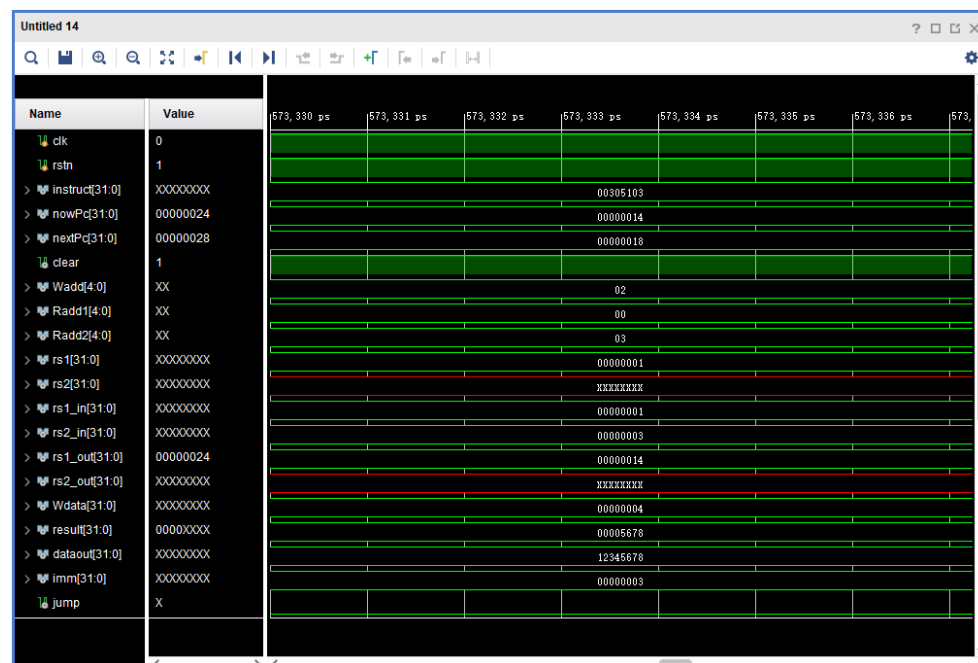 Untitled 14
Name Value 573,330 ps 573,331 ps 573,332 ps 573,333 ps 573,334 ps 573,335 ps 573,336 ps 573,
clk 0
rstn 1
instruct[31:0] XXXXXXXX 00305103
nowPc[31:0] 00000024 00000014
nextPc[31:0] 00000028 00000018
clear 1
Wadd[4:0] XX 02
Radd1[4:0] XX 00
Radd2[4:0] XX 03
rs1[31:0] XXXXXXXX 00000001
rs2[31:0] XXXXXXXX XXXXXXXX
rs1_in[31:0] XXXXXXXX 00000001
rs2_in[31:0] XXXXXXXX 00000003
rs1_out[31:0] 00000024 00000014
rs2_out[31:0] XXXXXXXX XXXXXXXX
Wdata[31:0] XXXXXXXX 00000004
result[31:0] 0000XXXX 00005678
dataout[31:0] XXXXXXXX 12345678
imm[31:0] XXXXXXXX 00000003
jump X